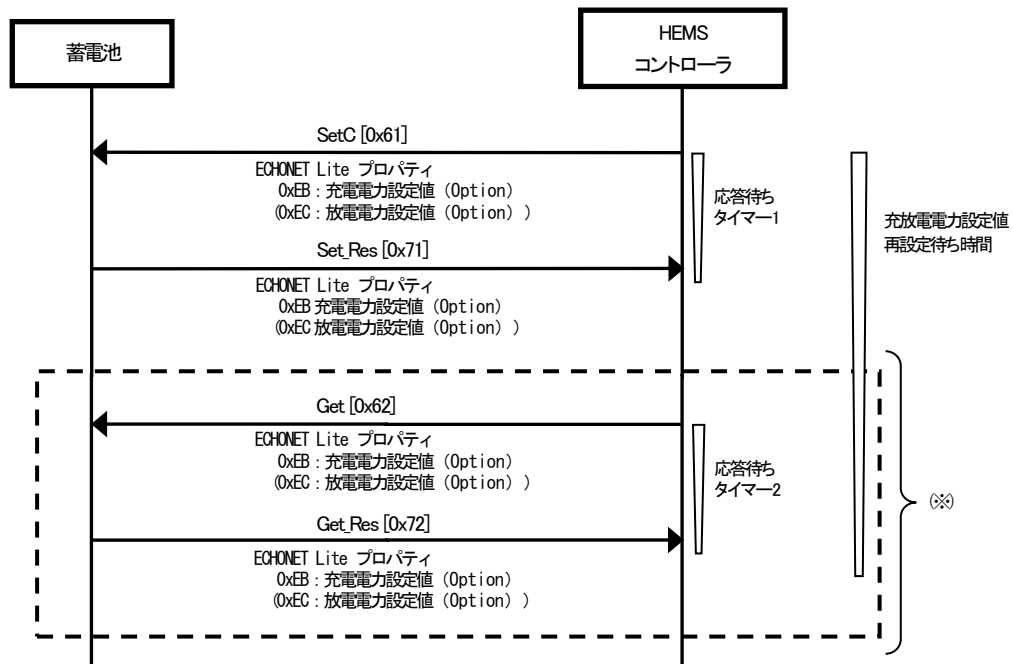 蓄電池
HEMS
コントローラ
SetC [0x61]
ECHONET Lite プロパティ
0xEB：充電電力設定値（Option）
（0xEC：放電電力設定値（Option））
応答待ち
タイマー1
充放電電力設定値
再設定待ち時間
Set_Res [0x71]
ECHONET Lite プロパティ
0xEB 充電電力設定値（Option）
（0xEC 放電電力設定値（Option））
Get [0x62]
ECHONET Lite プロパティ
0xEB：充電電力設定値（Option）
（0xEC：放電電力設定値（Option））
応答待ち
タイマー2
（※）
Get_Res [0x72]
ECHONET Lite プロパティ
0xEB：充電電力設定値（Option）
（0xEC：放電電力設定値（Option））